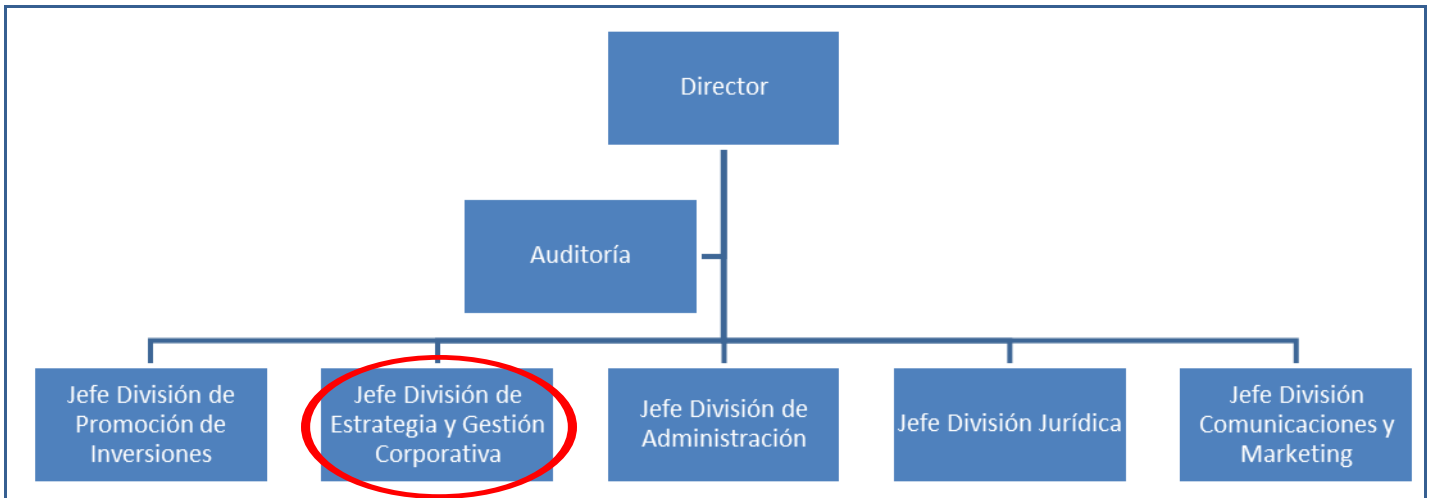 Director
Auditoría
Jefe División de
Promoción de
Inversiones
Jefe División de
Estrategia y Gestión
Corporativa
Jefe División de
Administración
Jefe División Jurídica
Jefe División
Comunicaciones y
Marketing